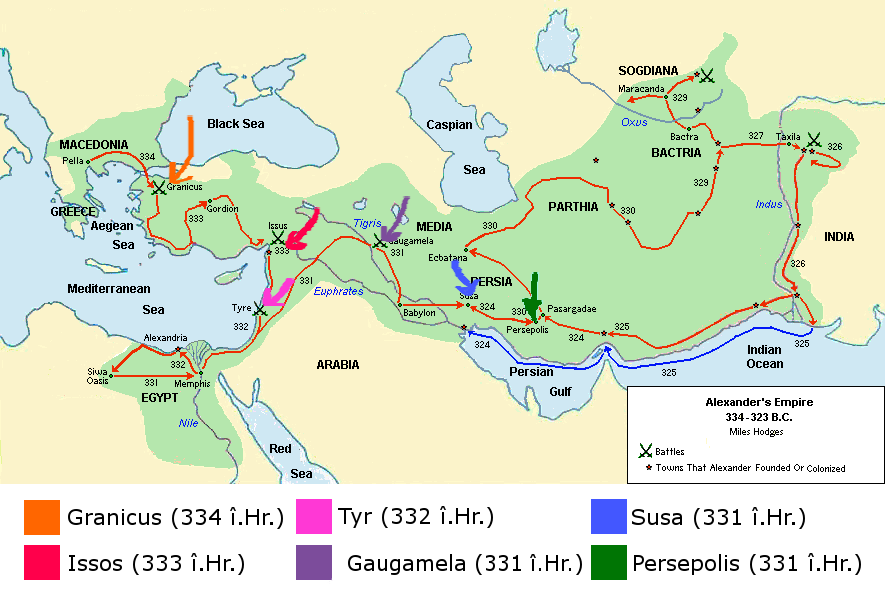 SOGDIANA
Maracanda
329
Oxus
Black Sea
Caspian
Sea
MACEDONIA
Pella
334
Granicus
Bactra
BACTRIA
327
Taxila
326
329
GREECE
Aegean
Sea
333
Gordion
Issus
333
Tigris
Gaugamela
331
MEDIA
330
Ecbatana
PARTHIA
330
Indus
INDIA
326
Mediterranean
Sea
Tyre
332
331
Euphrates
Babylon
PERSIA
Susa
324
330
Persepolis
Pasargadae
324
325
Alexandria
332
Siwa
Oasis
331
Memphis
EGYPT
Nile
ARABIA
324
Persian
Gulf
325
Indian
Ocean
325
Red
Sea
Alexander's Empire
334-323 B.C.
Miles Hodges
Battles
Towns That Alexander Founded Or Colonized
Granicus (334 î.Hr.)
Tyr (332 î.Hr.)
Susa (331 î.Hr.)
Issos (333 î.Hr.)
Gaugamela (331 î.Hr.)
Persepolis (331 î.Hr.)